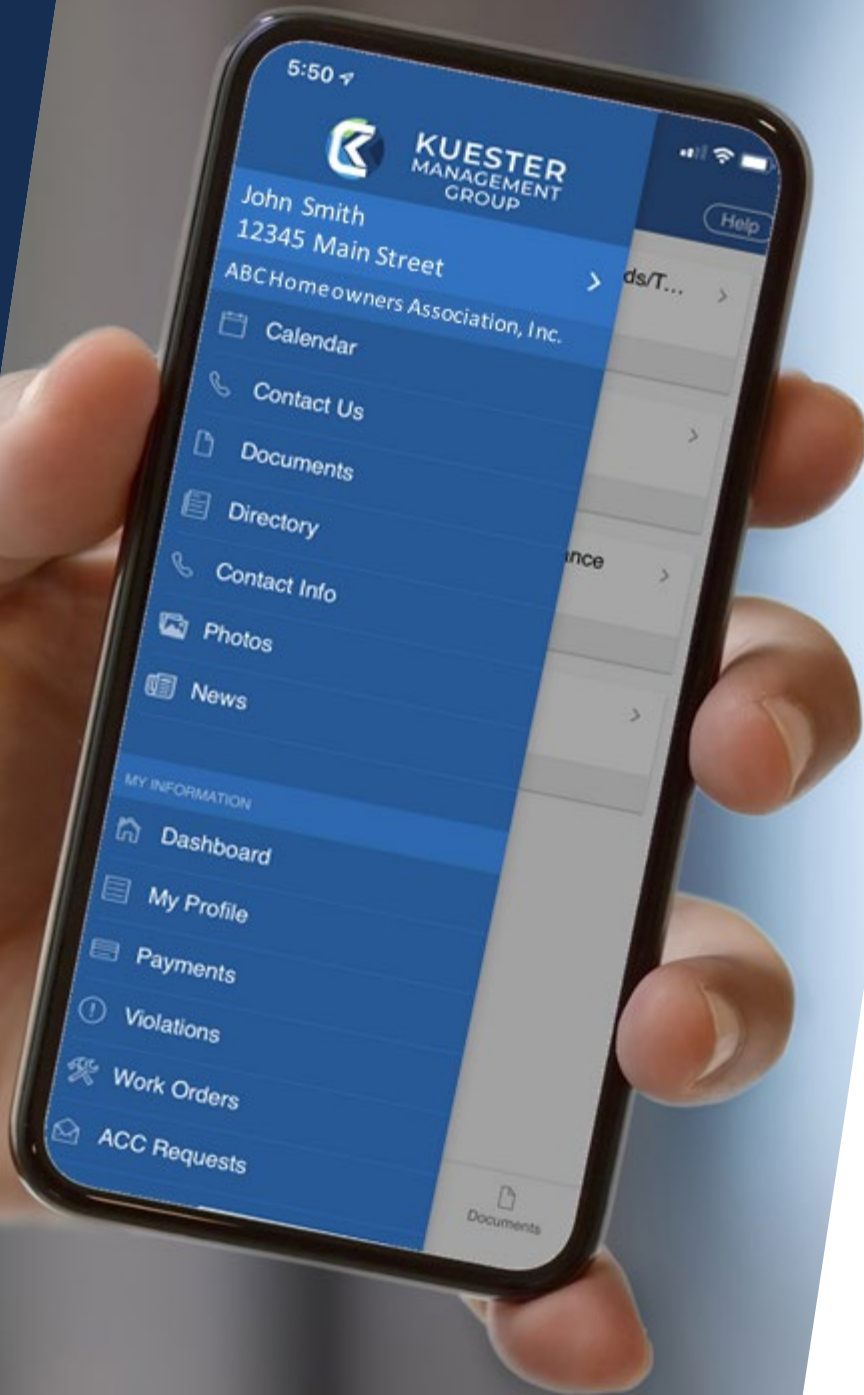 5:50
KUESTER
MANAGEMENT
GROUP
Help
John Smith
12345 Main Street
ABC Homeowners Association, Inc.
ds/T...
Calendar
Contact Us
Documents
Directory
Contact Info
Photos
News
ance
MY INFORMATION
Dashboard
My Profile
Payments
Violations
Work Orders
ACC Requests
Documents